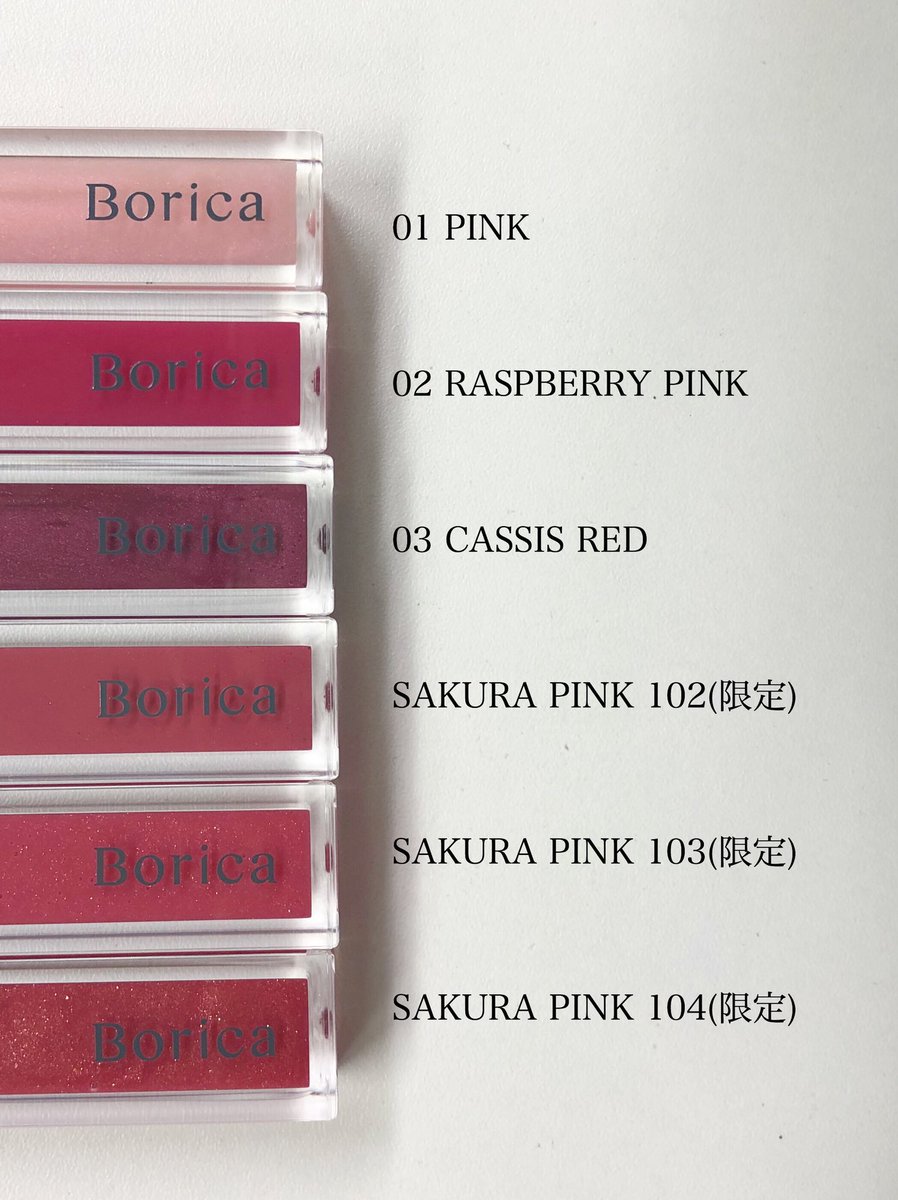 Borica
01 PINK
Borica
02 RASPBERRY PINK
Borica
03 CASSIS RED
Borica
SAKURA PINK 102(限定)
Borica
SAKURA PINK 103(限定)
Borica
SAKURA PINK 104(限定)